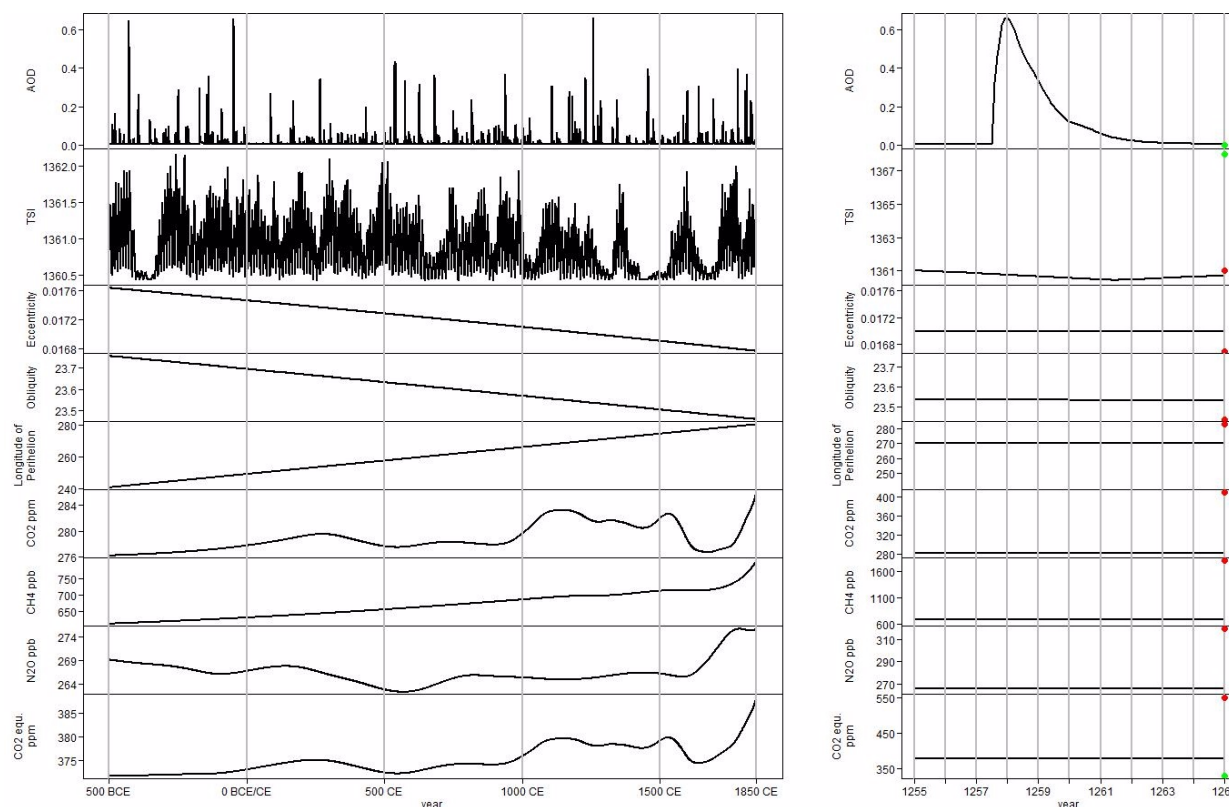 AOD
0.6
0.4
0.2
0.0
TSI
1362.0
1361.5
1361.0
1360.5
Eccentricity
0.0176
0.0172
0.0168
Obliquity
23.7
23.6
23.5
Longitude of
Perihelion
280
260
240
CO2 ppm
284
280
276
CH4 ppb
750
700
650
N2O ppb
274
269
264
CO2 equ.
ppm
385
380
375
500 BCE
0 BCE/CE
500 CE
1000 CE
1500 CE
1850 CE
year
AOD
0.6
0.4
0.2
0.0
TSI
1367
1365
1363
1361
Eccentricity
0.0176
0.0172
0.0168
Obliquity
23.7
23.6
23.5
Longitude of
Perihelion
280
270
260
250
CO2 ppm
400
360
320
280
CH4 ppb
1600
1100
600
N2O ppb
310
290
270
CO2 equ.
ppm
550
450
350
1255
1257
1259
1261
1263
year